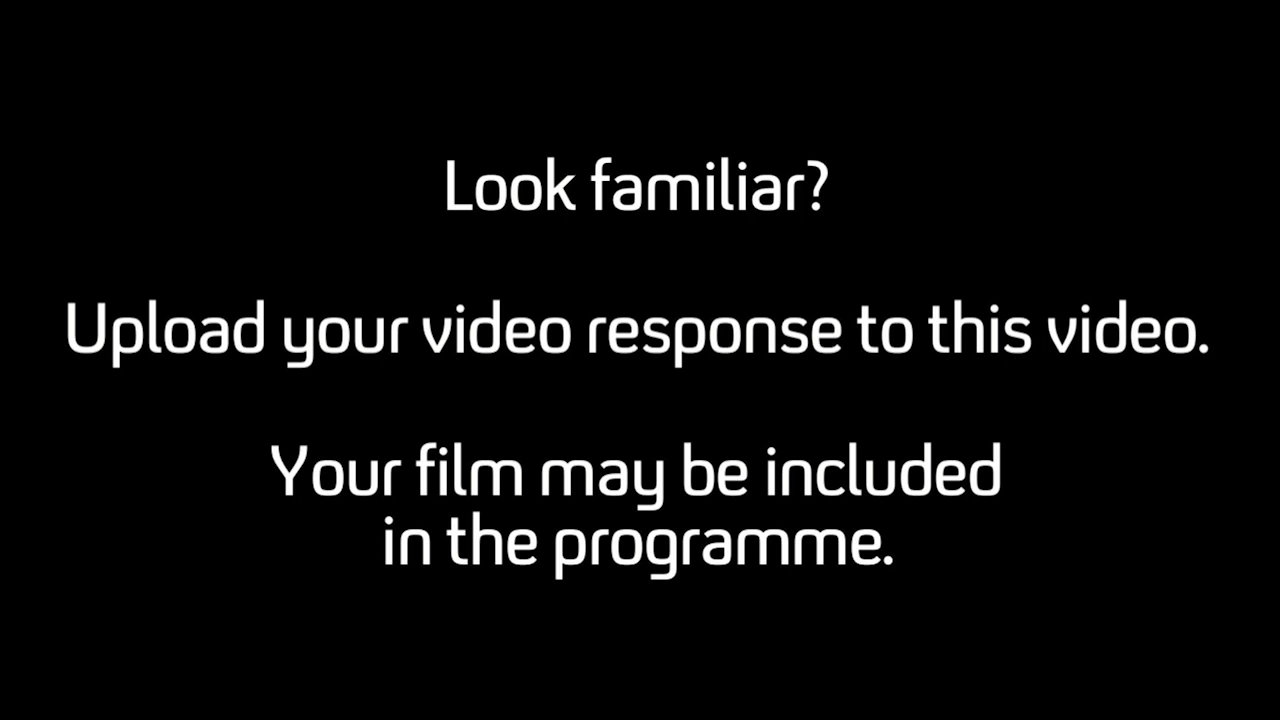 Look familiar?
Upload your video response to this video.
Your film may be included
in the programme.